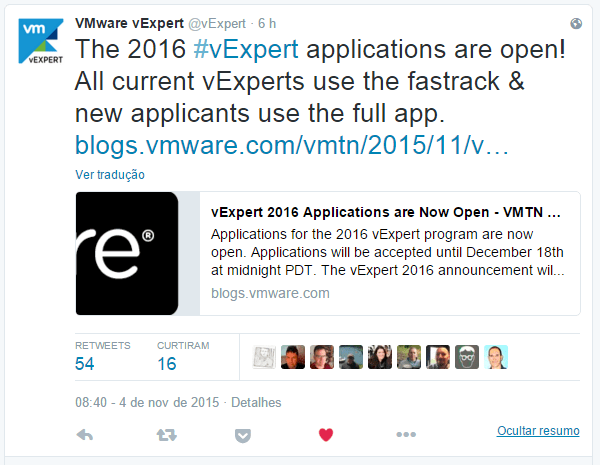 vm
vEXPERT
VMware vExpert @vExpert · 6 h
The 2016 #vExpert applications are open!
All current vExperts use the fastrack &
new applicants use the full app.
blogs.vmware.com/vmtn/2015/11/v…
Ver tradução
re®
vExpert 2016 Applications are Now Open - VMTN ...
Applications for the 2016 vExpert program are now
open. Applications will be accepted until December 18th
at midnight PDT. The vExpert 2016 announcement wil...
blogs.vmware.com
RETWEETS CURTIRAM
54 16
08:40 - 4 de nov de 2015 · Detalhes
Ocultar resumo